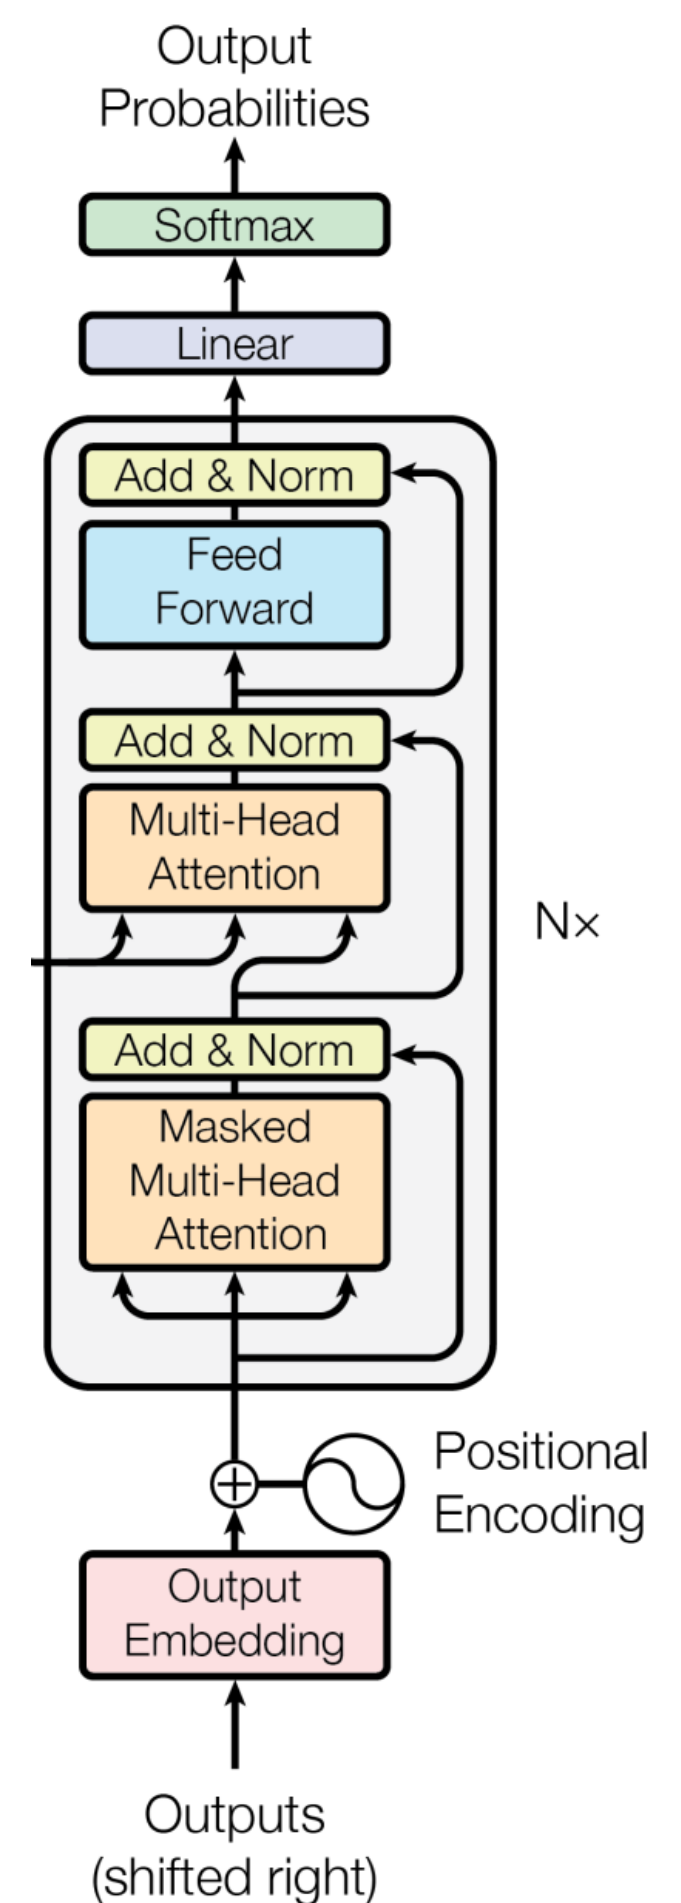 Output
Probabilities
Softmax
Linear
Add & Norm
Feed
Forward
Add & Norm
Multi-Head
Attention
N×
Add & Norm
Masked
Multi-Head
Attention
Positional
Encoding
Output
Embedding
Outputs
(shifted right)